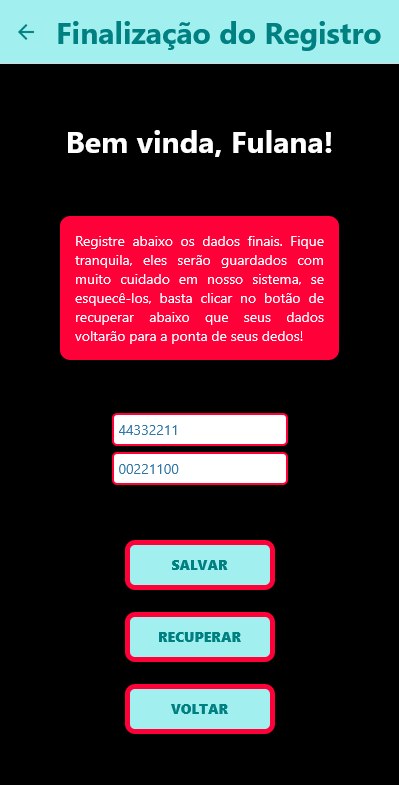 Finalização do Registro
Bem vinda, Fulana!
Registre abaixo os dados finais. Fique
tranquila, eles serão guardados com
muito cuidado em nosso sistema, se
esquecê-los, basta clicar no botão de
recuperar abaixo que seus dados
voltarão para a ponta de seus dedos!
44332211
00221100
SALVAR
RECUPERAR
VOLTAR